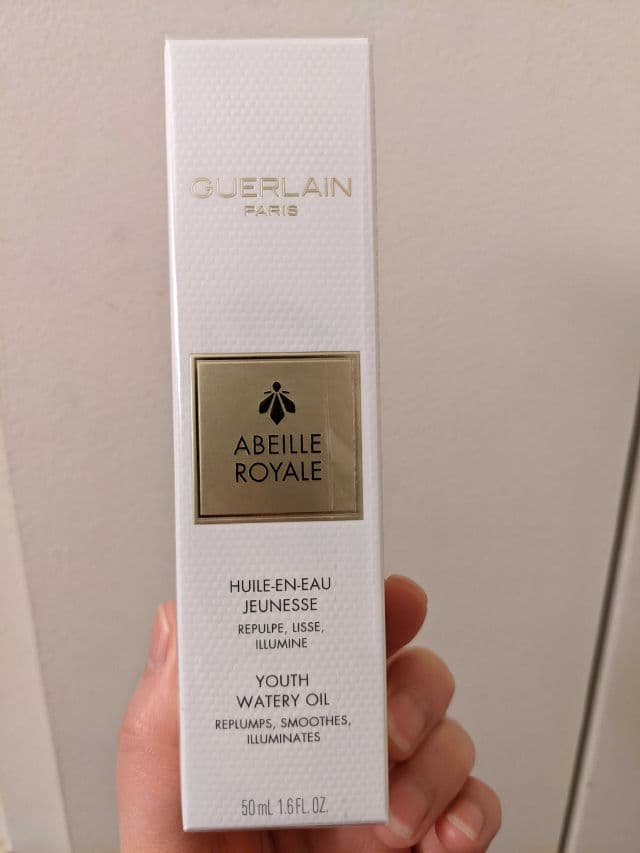 GUERLAIN
PARIS
ABEILLE
ROYALE
HUILE-EN-EAU
JEUNESSE
REPULPE, LISSE,
ILLUMINE
YOUTH
WATERY OIL
REPLUMPS, SMOOTHES,
ILLUMINATES
50 mL 1.6 FL. OZ.